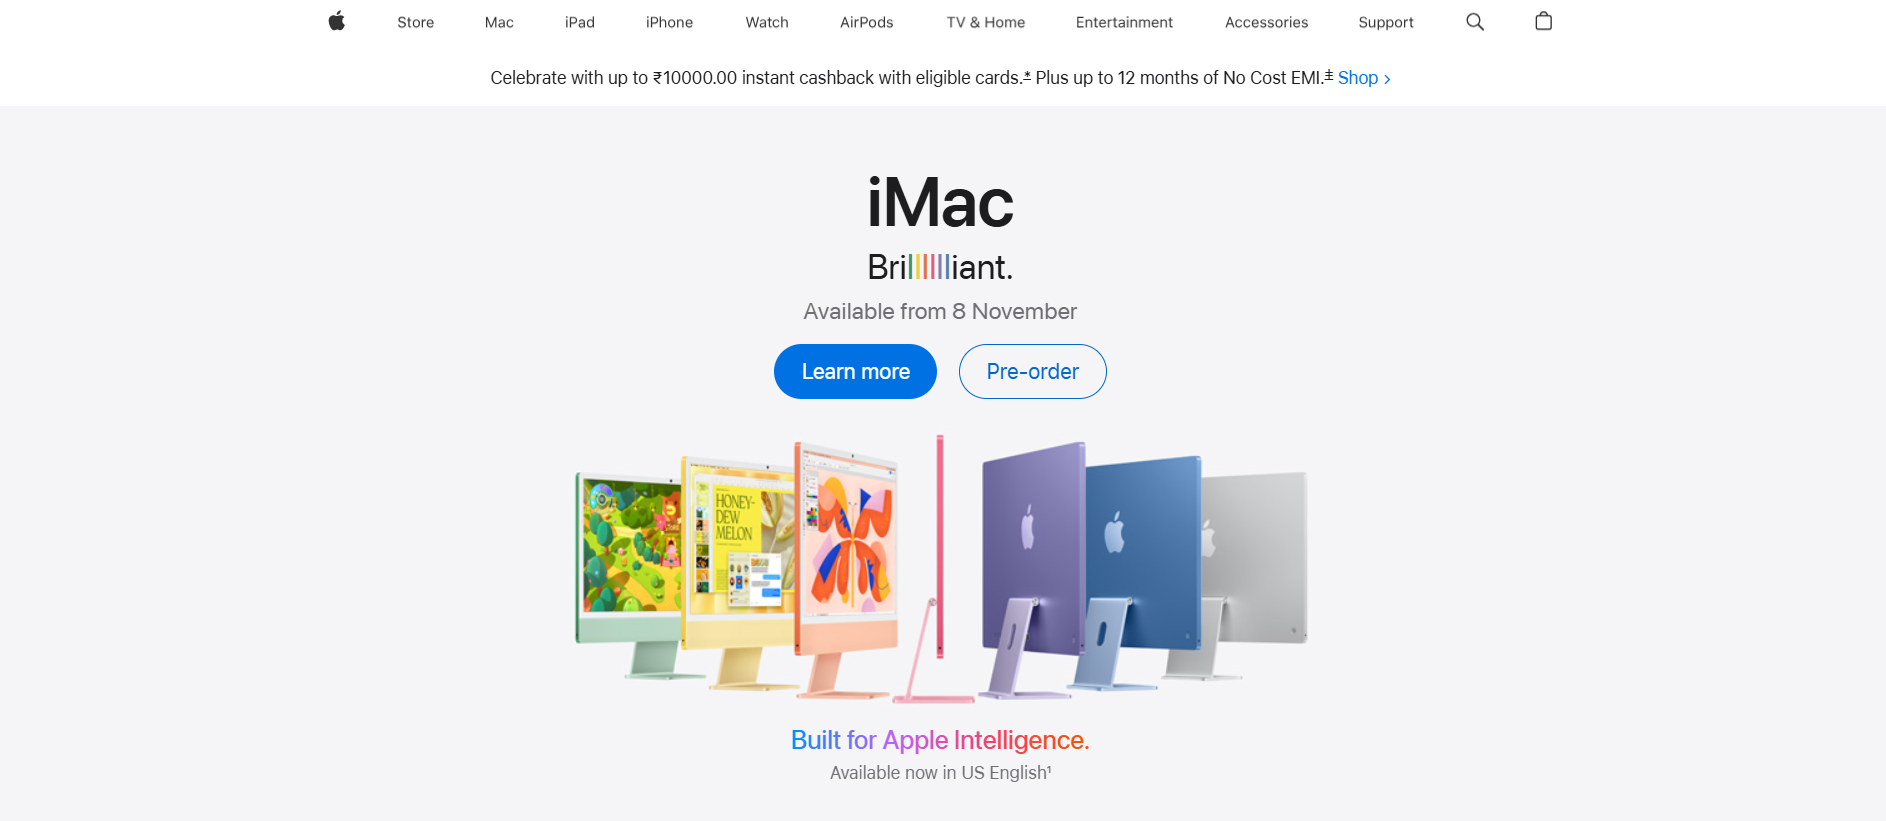 Store Mac iPad iPhone Watch AirPods TV & Home Entertainment Accessories Support
Celebrate with up to ₹10000.00 instant cashback with eligible cards.* Plus up to 12 months of No Cost EMI.‡ Shop >
iMac
Brilllllliant.
Available from 8 November
Learn more Pre-order
HONEY-
DEW
MELON
Built for Apple Intelligence.
Available now in US English¹